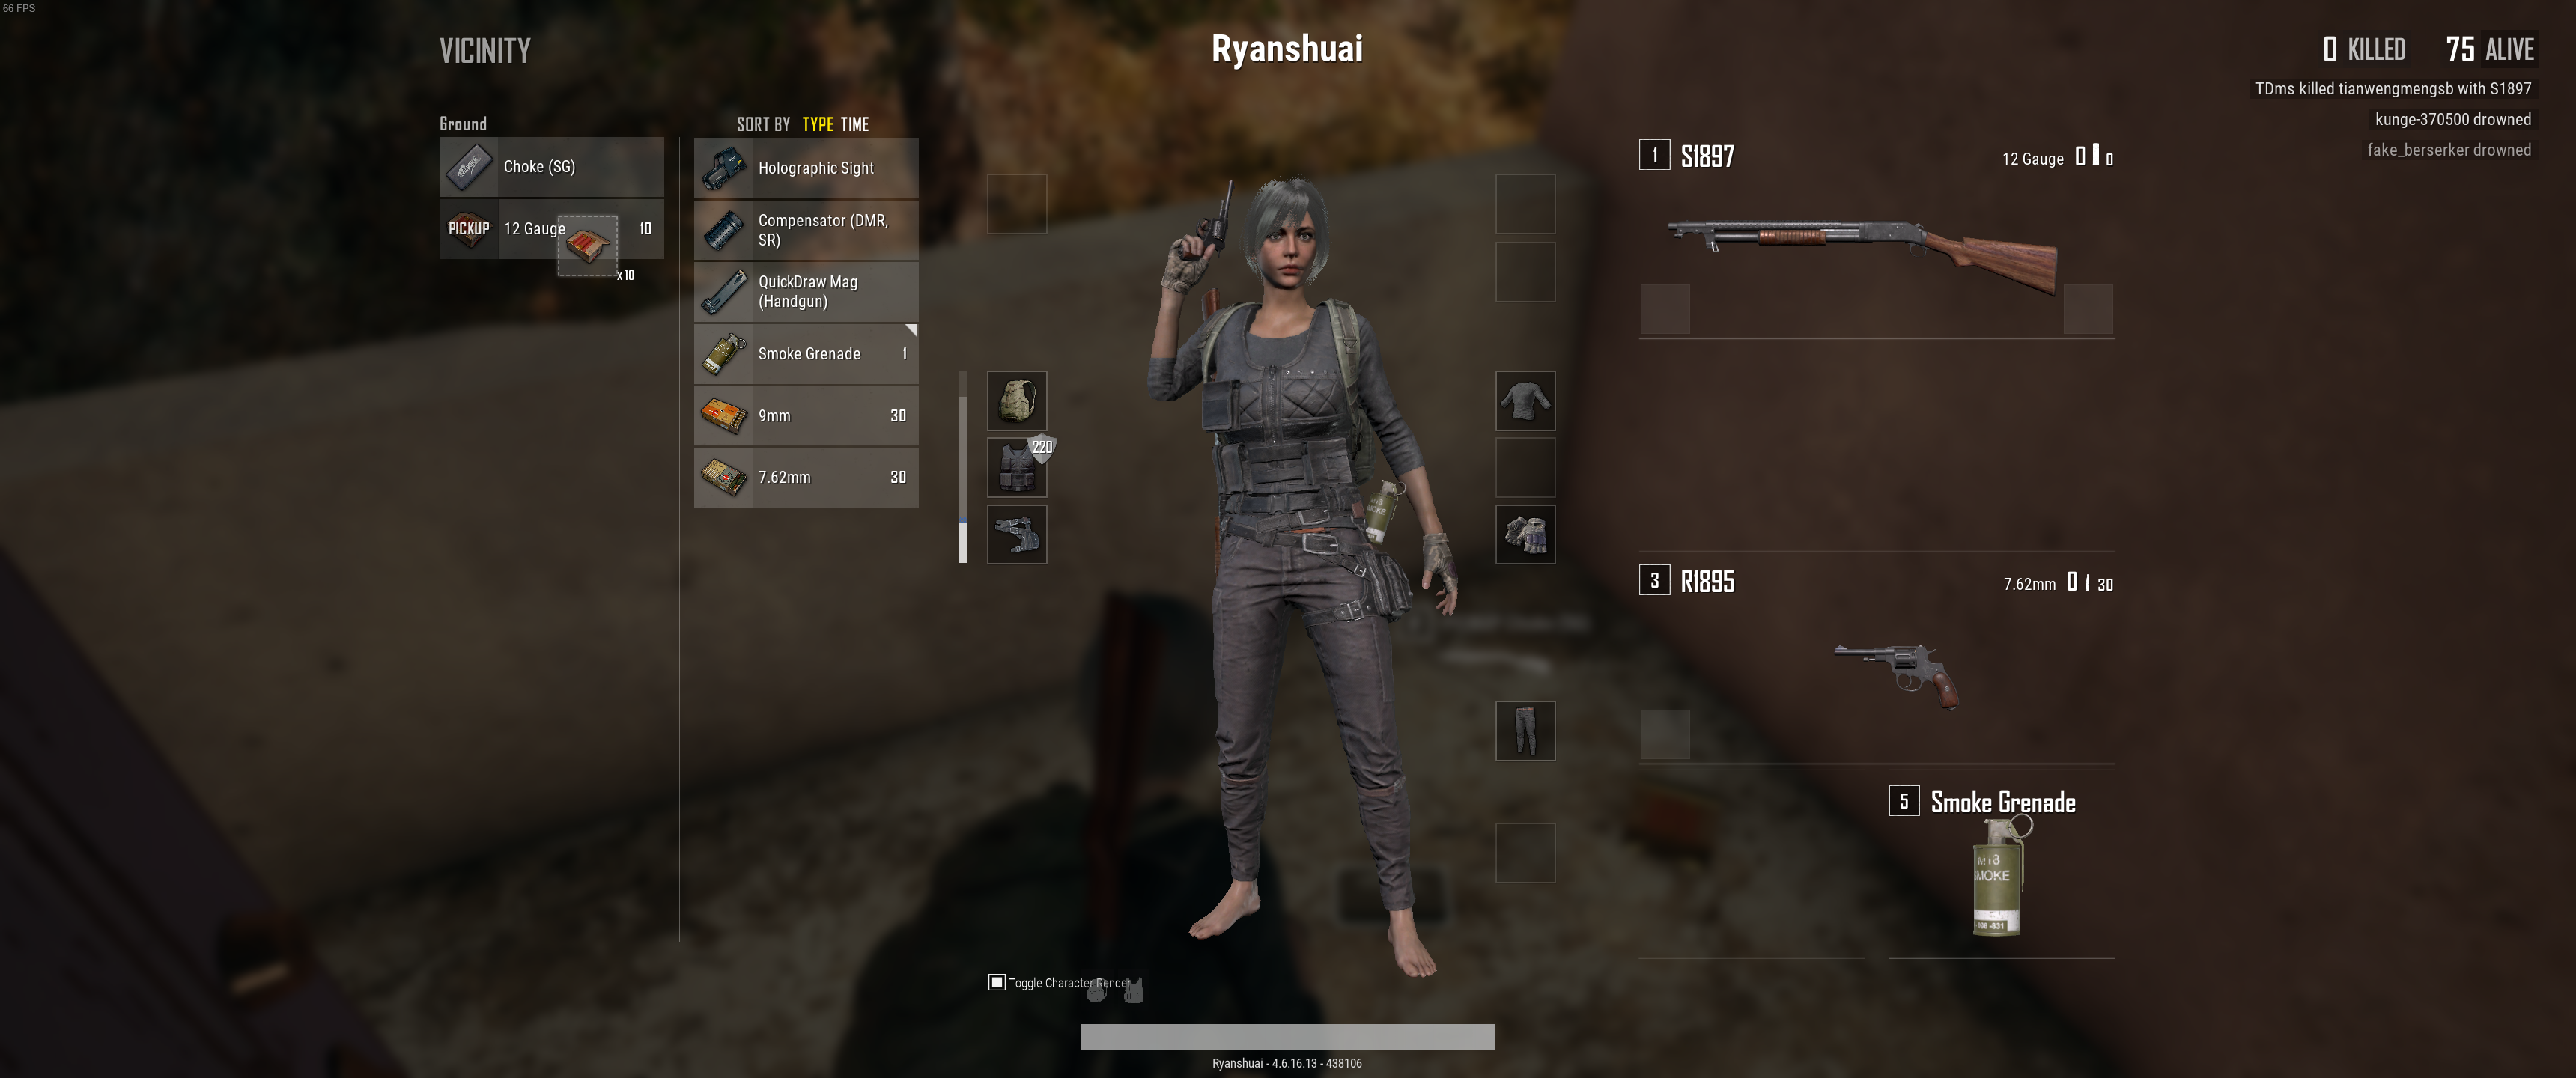 66 FPS
VICINITY
Ryanshuai
0 KILLED 75 ALIVE
TDms killed tianwengmengsb with S1897
kunge-370500 drowned
fake_berserker drowned
Ground
Choke (SG)
PICKUP 12 Gauge 10
x10
SORT BY TYPE TIME
Holographic Sight
Compensator (DMR,
SR)
QuickDraw Mag
(Handgun)
Smoke Grenade 1
9mm 30
7.62mm 30
220
1 S1897 12 Gauge 0 0
3 R1895 7.62mm 0 30
5 Smoke Grenade
M18
SMOKE
Toggle Character Render
Ryanshuai - 4.6.16.13 - 438106